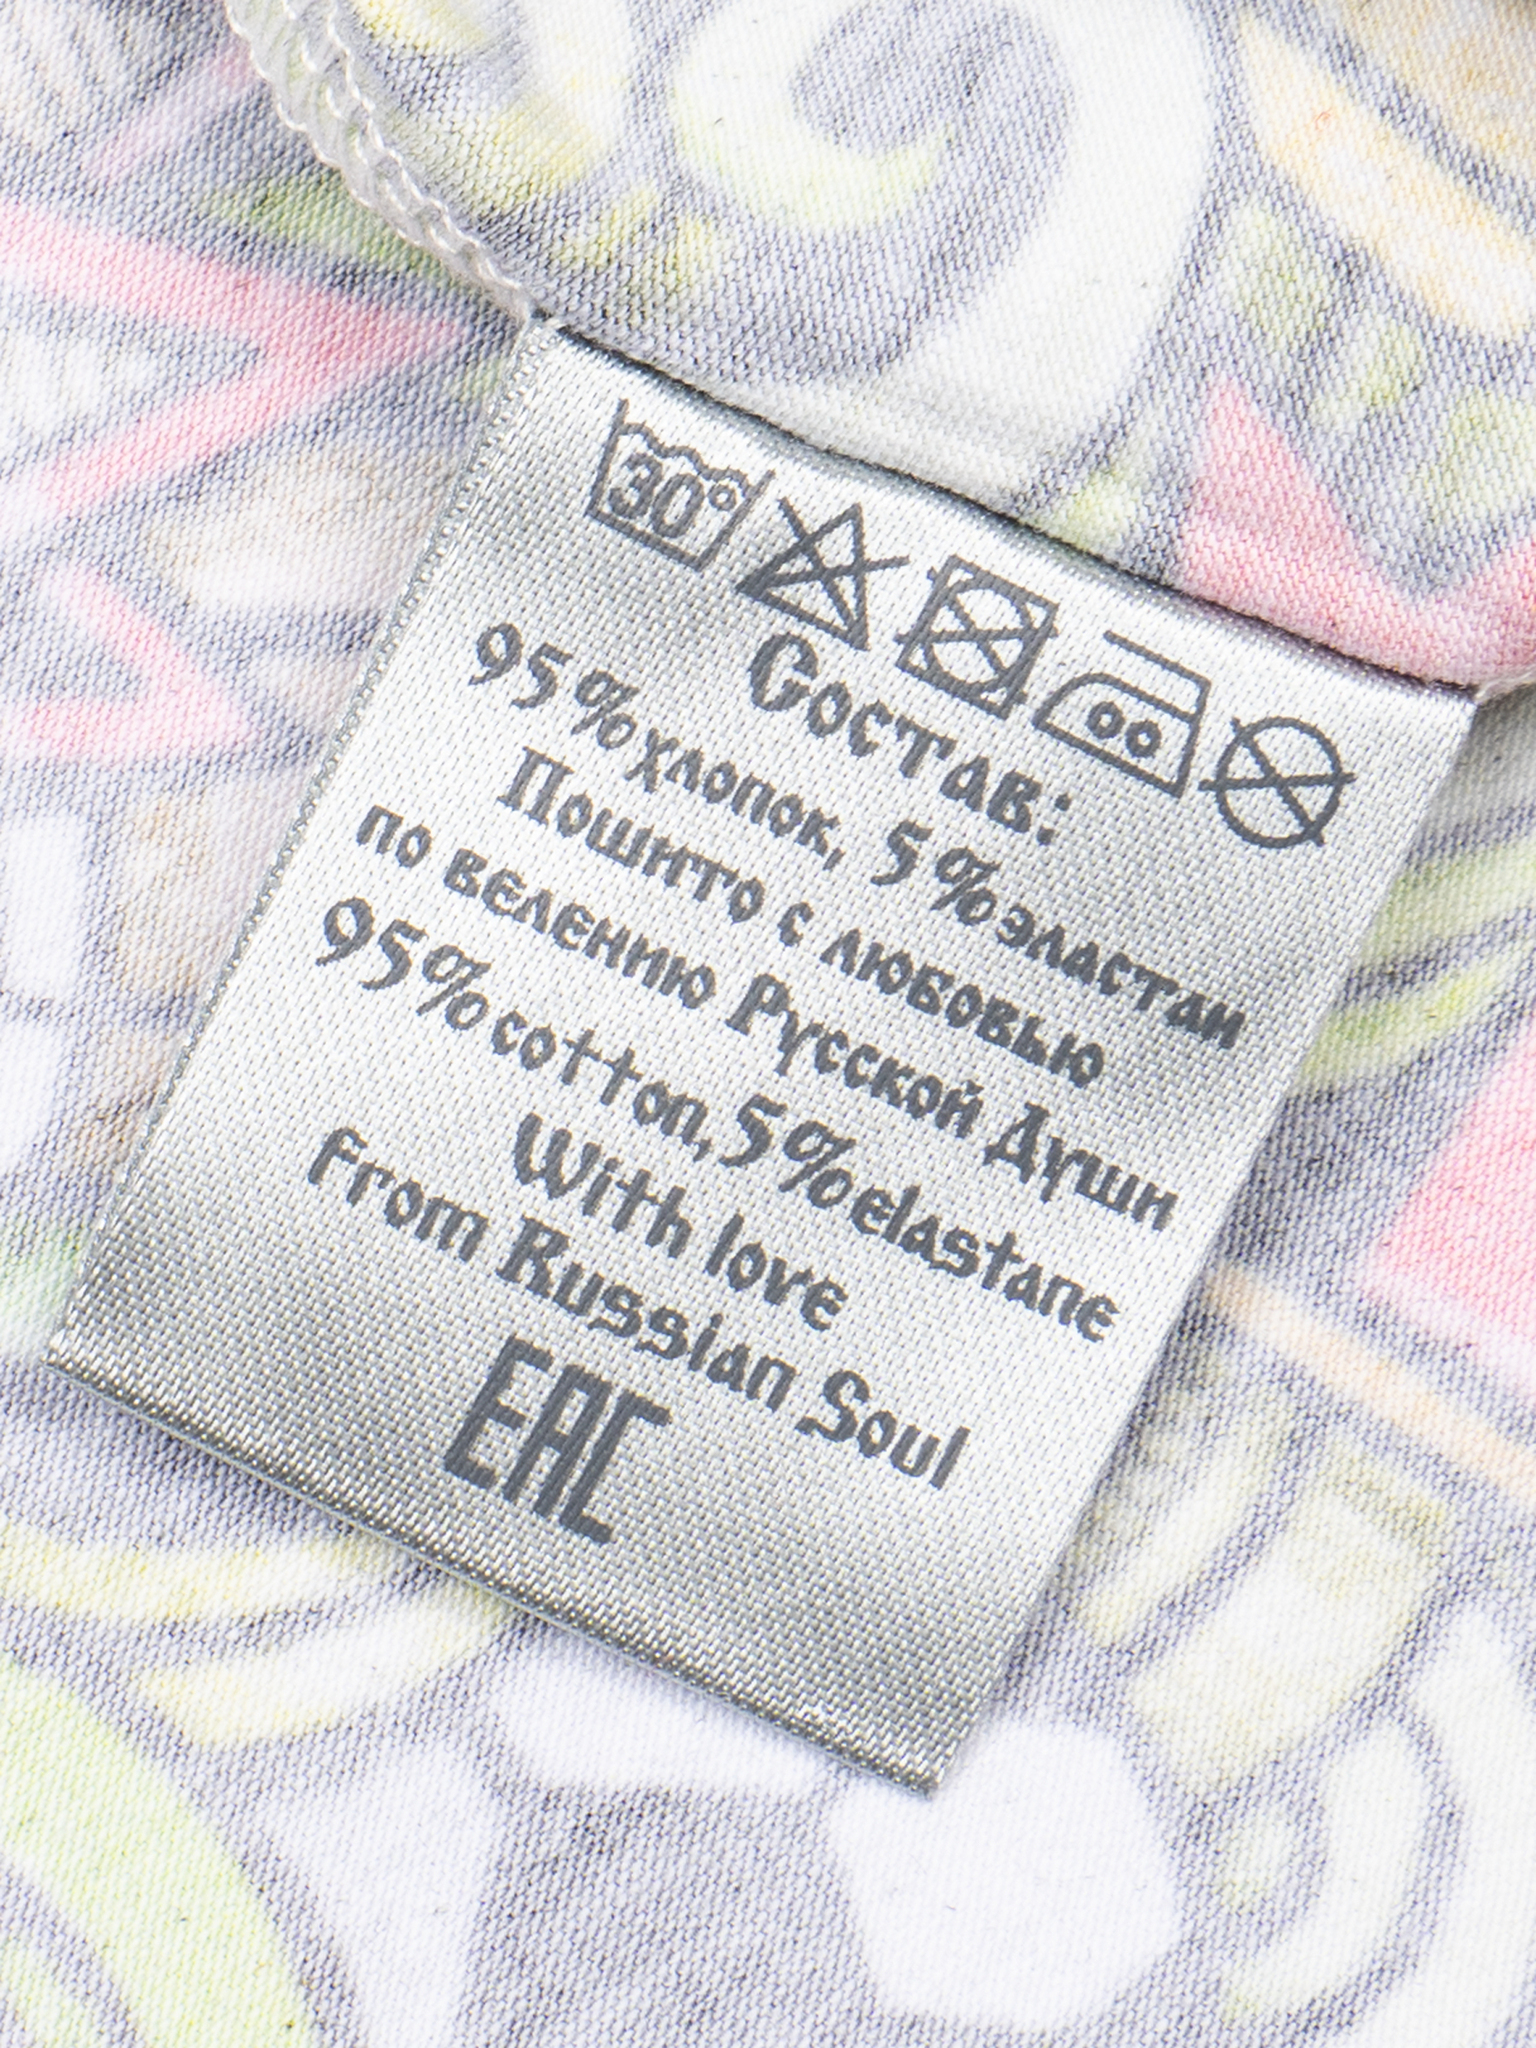 30°
Состав:
95% хлопок, 5% эластан
Пошито с любовью
по велению Русской Души
95% cotton, 5% elastane
With love
from Russian Soul
EAC